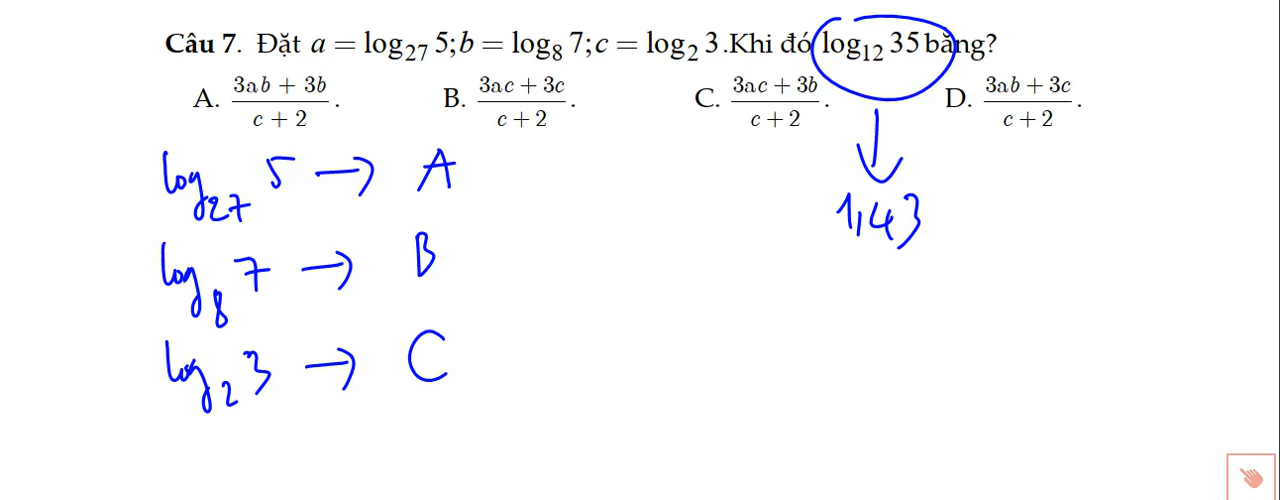 Câu 7. Đặt a = log₂₇ 5; b = log₈ 7; c = log₂ 3. Khi đó log₁₂ 35 bằng?
A. (3ab + 3b)/(c + 2). B. (3ac + 3c)/(c + 2). C. (3ac + 3b)/(c + 2). D. (3ab + 3c)/(c + 2).
log₂₇ 5 → A
1,43
log₈ 7 → B
log₂ 3 → C